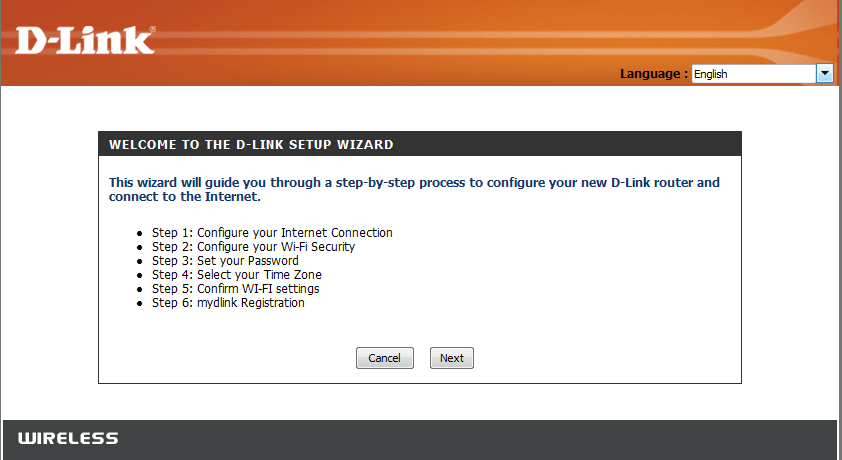 D-Link®
Language : English
WELCOME TO THE D-LINK SETUP WIZARD
This wizard will guide you through a step-by-step process to configure your new D-Link router and
connect to the Internet.
Step 1: Configure your Internet Connection
Step 2: Configure your Wi-Fi Security
Step 3: Set your Password
Step 4: Select your Time Zone
Step 5: Confirm WI-FI settings
Step 6: mydlink Registration
Cancel Next
WIRELESS